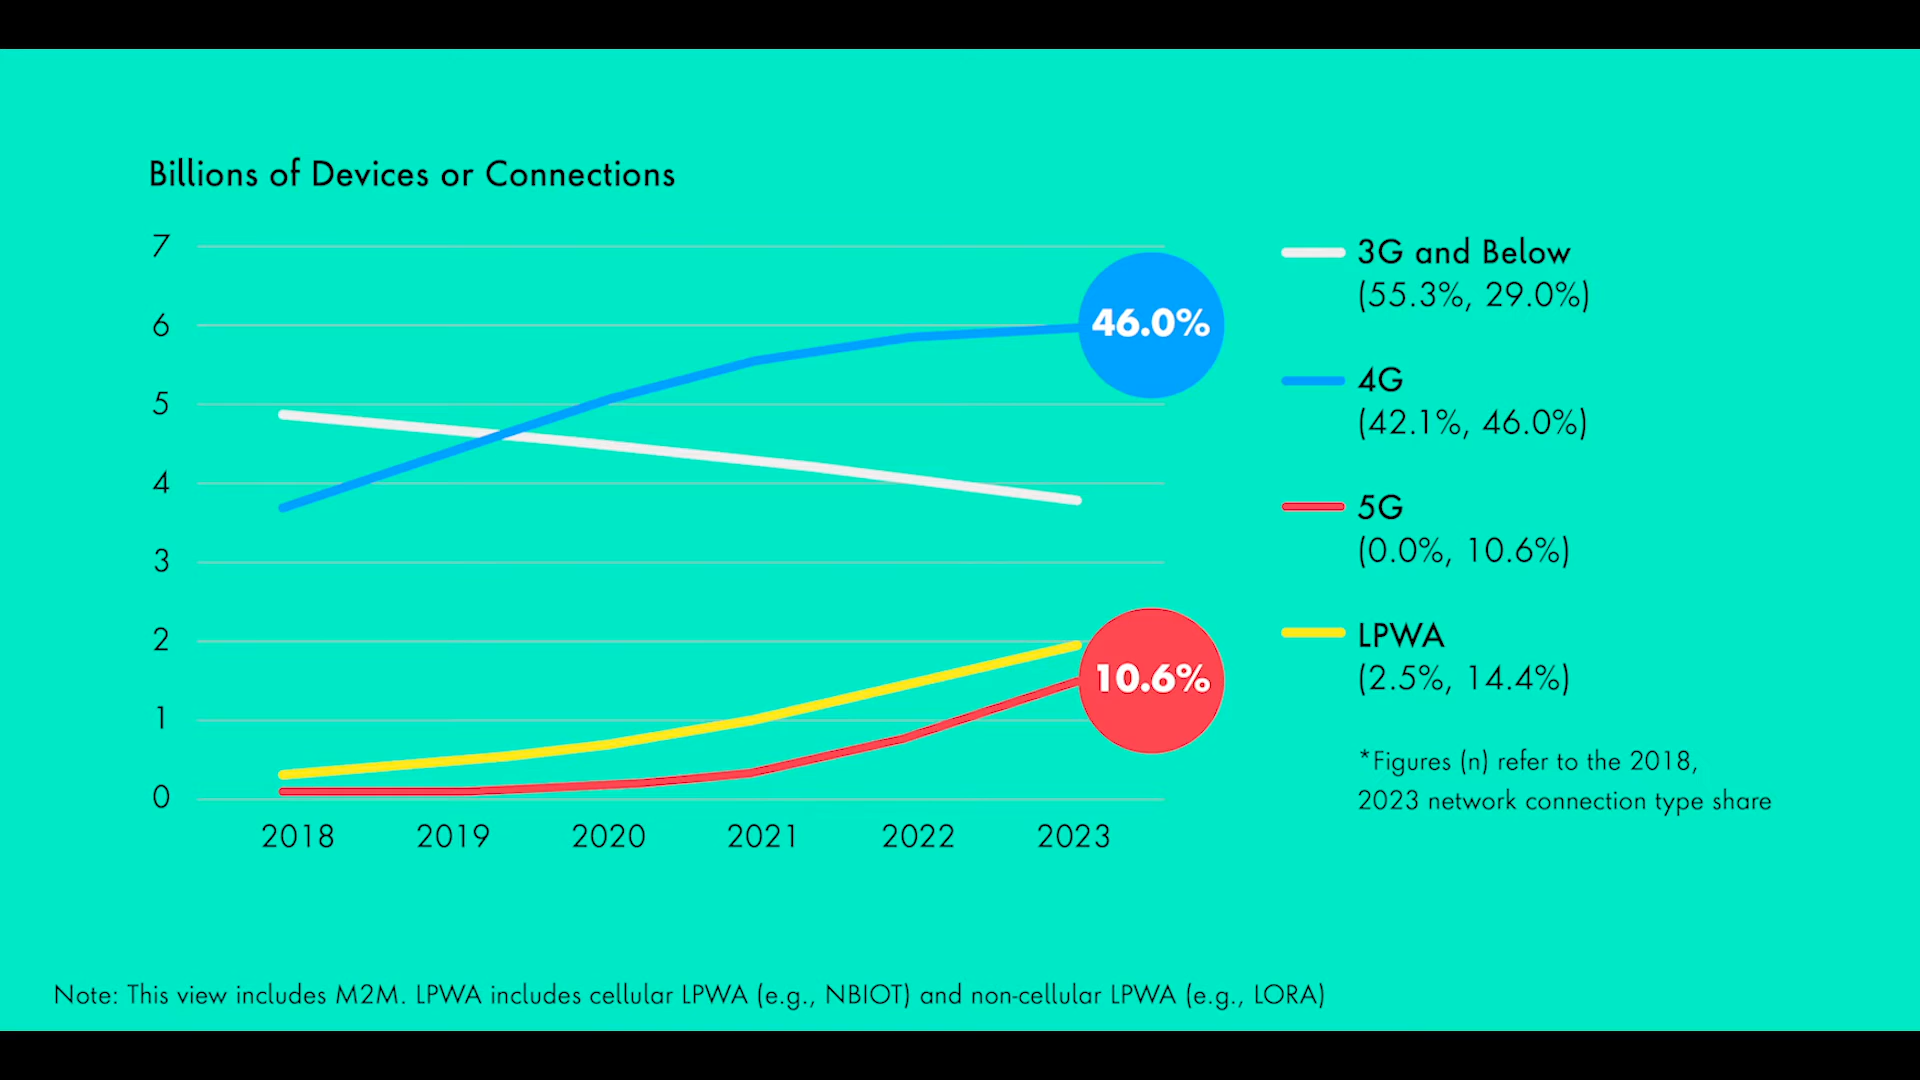 Billions of Devices or Connections
7
6
5
4
3
2
1
0
2018 2019 2020 2021 2022 2023
46.0%
10.6%
3G and Below
(55.3%, 29.0%)
4G
(42.1%, 46.0%)
5G
(0.0%, 10.6%)
LPWA
(2.5%, 14.4%)
*Figures (n) refer to the 2018,
2023 network connection type share
Note: This view includes M2M. LPWA includes cellular LPWA (e.g., NBIOT) and non-cellular LPWA (e.g., LORA)